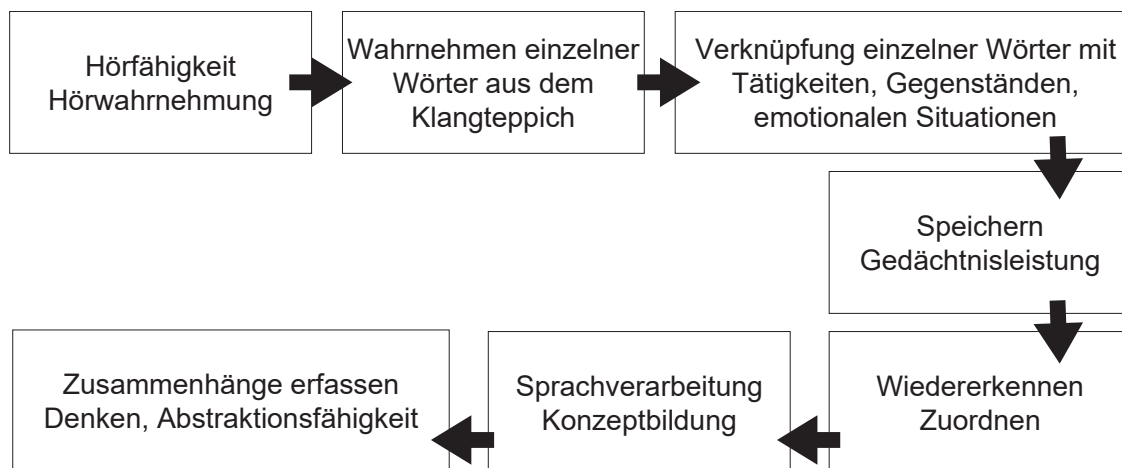 Hörfähigkeit
Hörwahrnehmung
Wahrnehmen einzelner
Wörter aus dem
Klangteppich
Verknüpfung einzelner Wörter mit
Tätigkeiten, Gegenständen,
emotionalen Situationen
Speichern
Gedächtnisleistung
Wiedererkennen
Zuordnen
Sprachverarbeitung
Konzeptbildung
Zusammenhänge erfassen
Denken, Abstraktionsfähigkeit